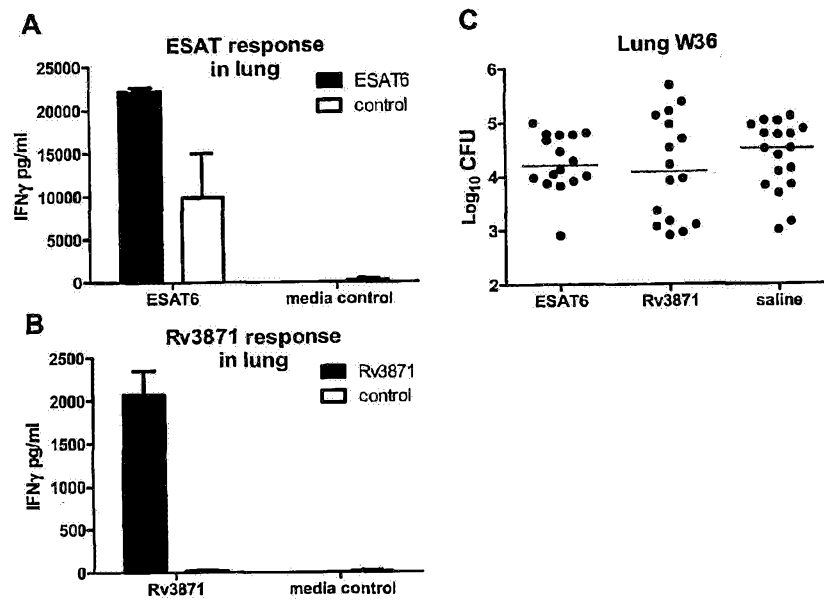 A
ESAT response
in lung
ESAT6
control
IFNγ pg/ml
25000
20000
15000
10000
5000
0
ESAT6
media control
B
Rv3871 response
in lung
Rv3871
control
IFNγ pg/ml
2500
2000
1500
1000
500
0
Rv3871
media control
C
Lung W36
Log10 CFU
6
5
4
3
2
ESAT6
Rv3871
saline